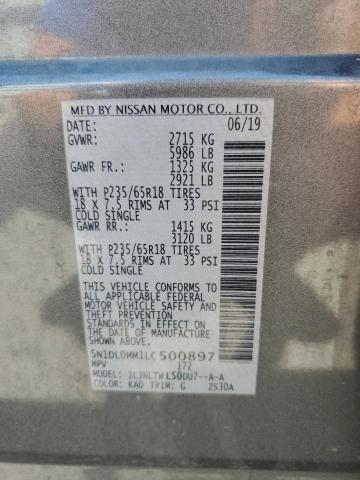 MFD BY NISSAN MOTOR CO., LTD.
DATE: 06/19
GVWR: 2715 KG
5986 LB
GAWR FR.: 1325 KG
2921 LB
WITH P235/65R18 TIRES
18 X 7.5 RIMS AT 33 PSI
COLD SINGLE
GAWR RR.: 1415 KG
3120 LB
WITH P235/65R18 TIRES
18 X 7.5 RIMS AT 33 PSI
COLD SINGLE
THIS VEHICLE CONFORMS TO
ALL APPLICABLE FEDERAL
MOTOR VEHICLE SAFETY AND
THEFT PREVENTION
STANDARDS IN EFFECT ON THE
DATE OF MANUFACTURE
SHOWN ABOVE.
5N1DL0MM1LC500897
MPV 172
MODEL: JLJNLTWL50DU7--A-A
COLOR: KAD TRIM: G ZS30A